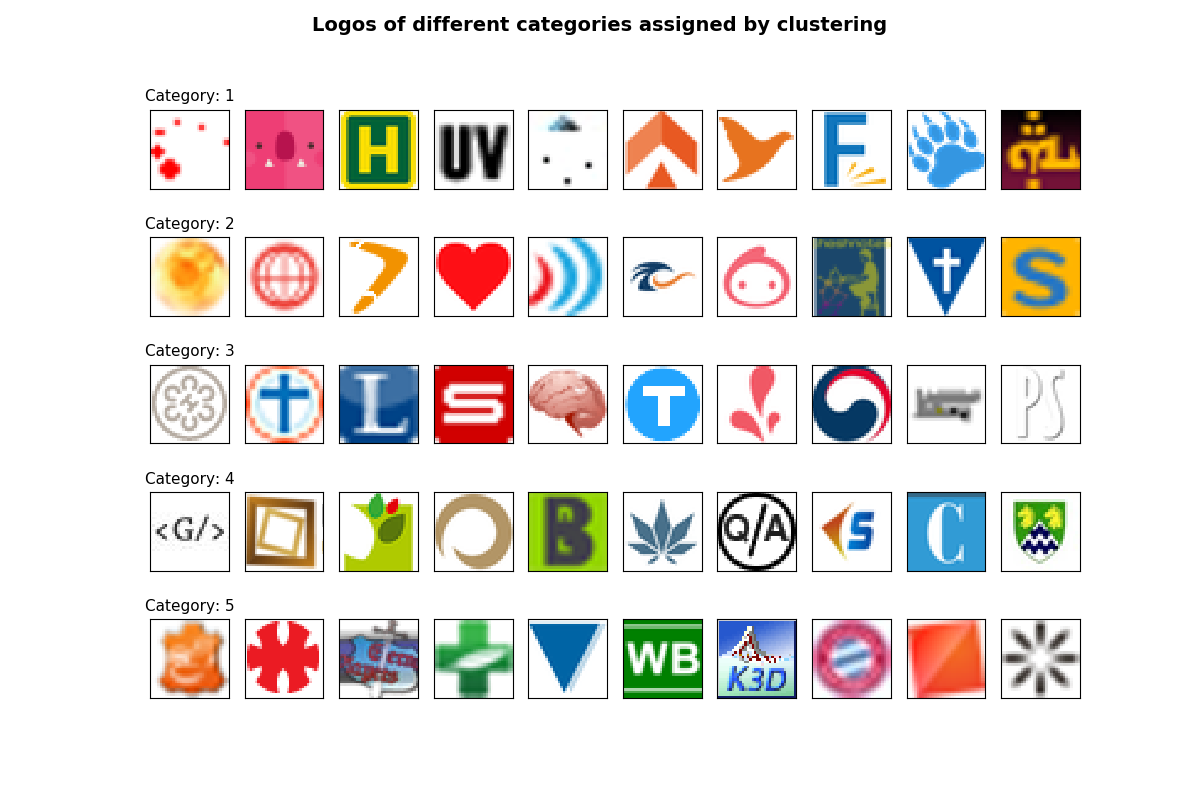 Logos of different categories assigned by clustering
Category: 1
H
UV
F
Category: 2
S
Category: 3
L
S
T
PS
Category: 4
<G/>
B
Q/A
S
C
Category: 5
WB
K3D